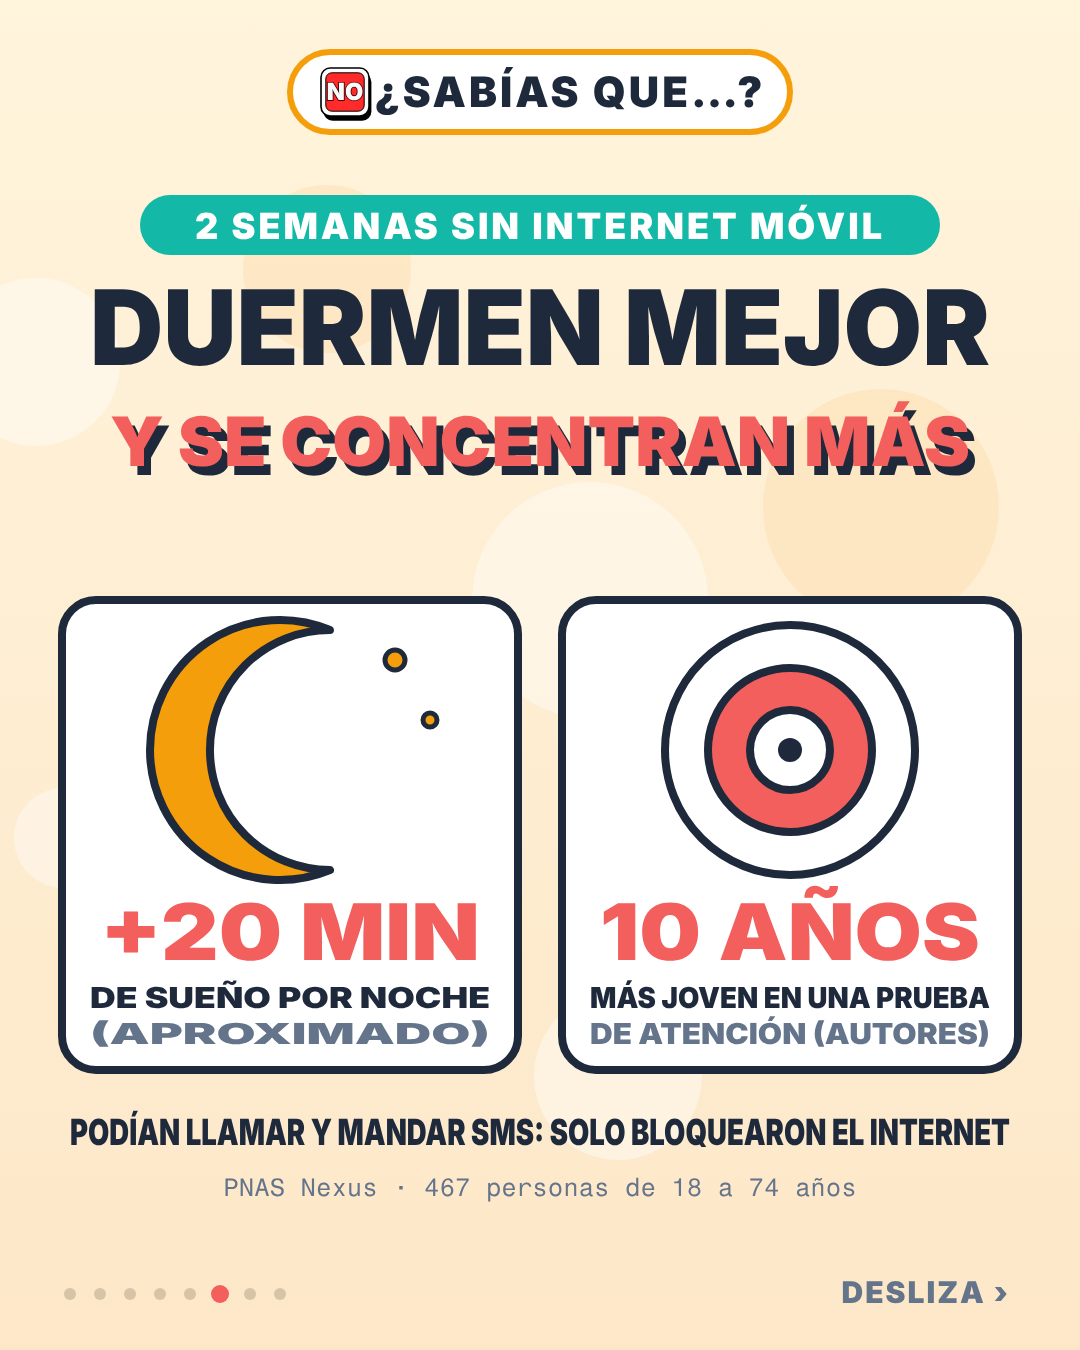 NO ¿SABÍAS QUE...?
2 SEMANAS SIN INTERNET MÓVIL
DUERMEN MEJOR
Y SE CONCENTRAN MÁS
+20 MIN
DE SUEÑO POR NOCHE
(APROXIMADO)
10 AÑOS
MÁS JOVEN EN UNA PRUEBA
DE ATENCIÓN (AUTORES)
PODÍAN LLAMAR Y MANDAR SMS: SOLO BLOQUEARON EL INTERNET
PNAS Nexus · 467 personas de 18 a 74 años
DESLIZA ›